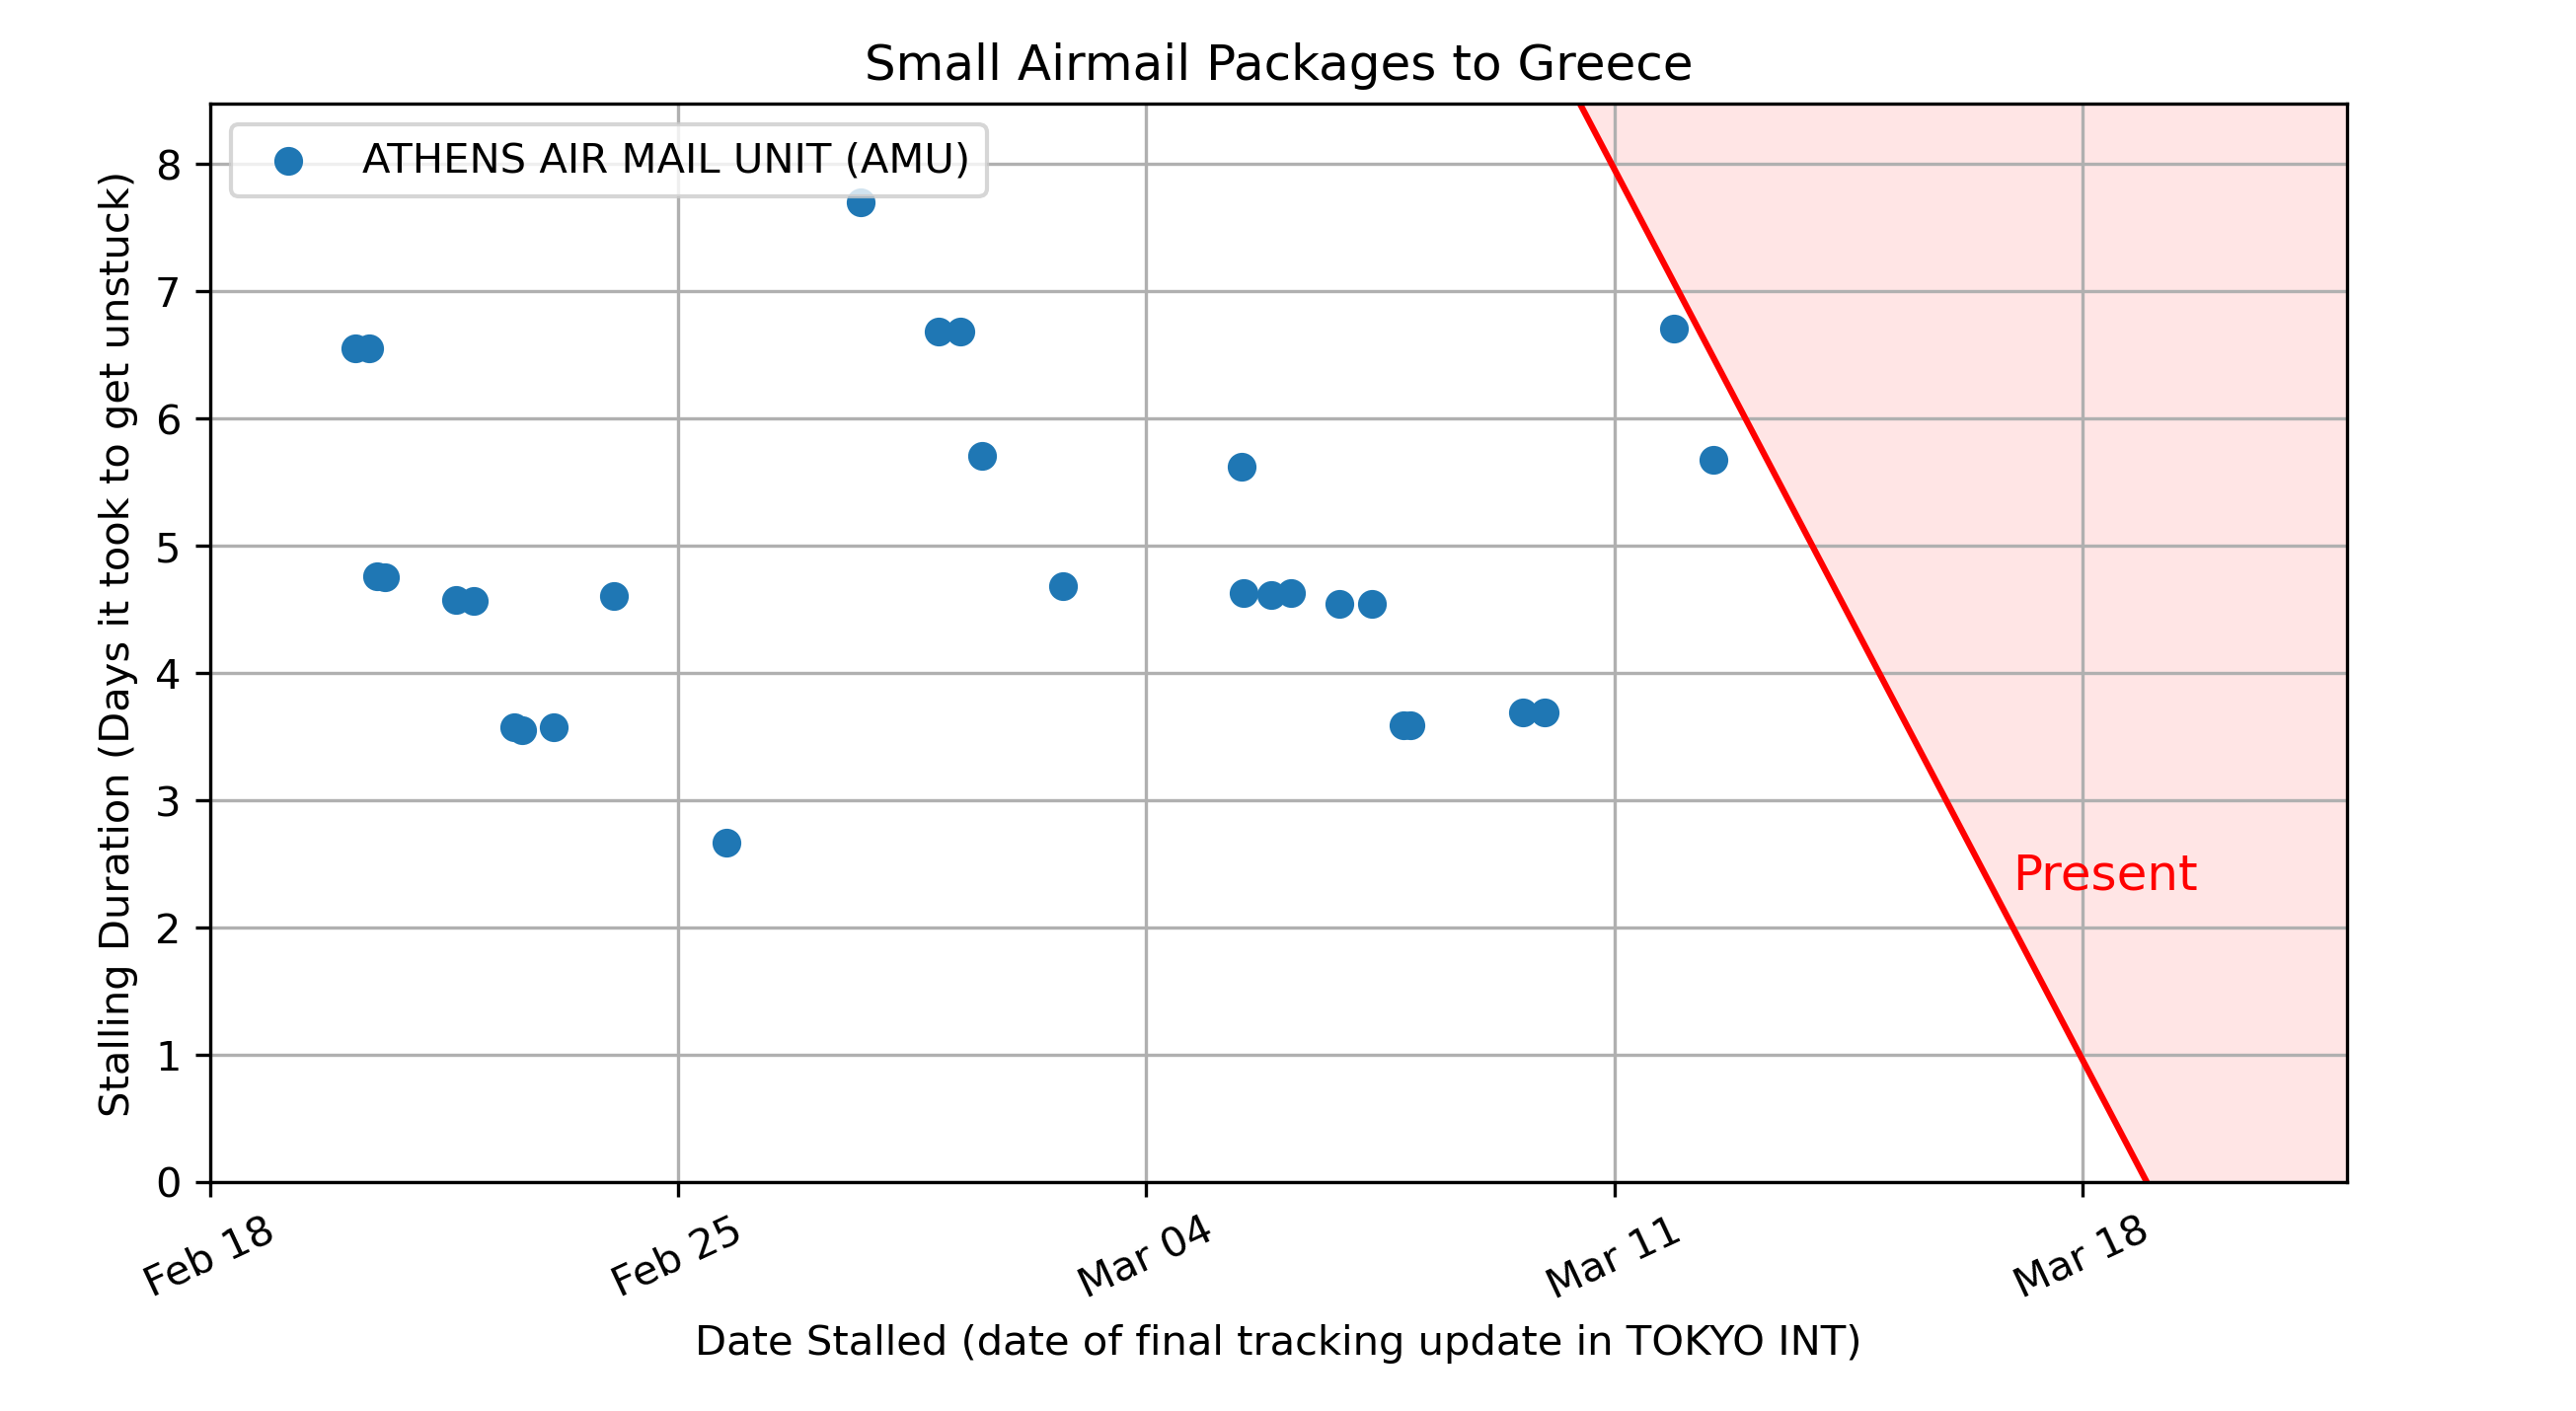 Small Airmail Packages to Greece
ATHENS AIR MAIL UNIT (AMU)
Stalling Duration (Days it took to get unstuck)
8
7
6
5
4
3
2
1
0
Present
Feb 18
Feb 25
Mar 04
Mar 11
Mar 18
Date Stalled (date of final tracking update in TOKYO INT)